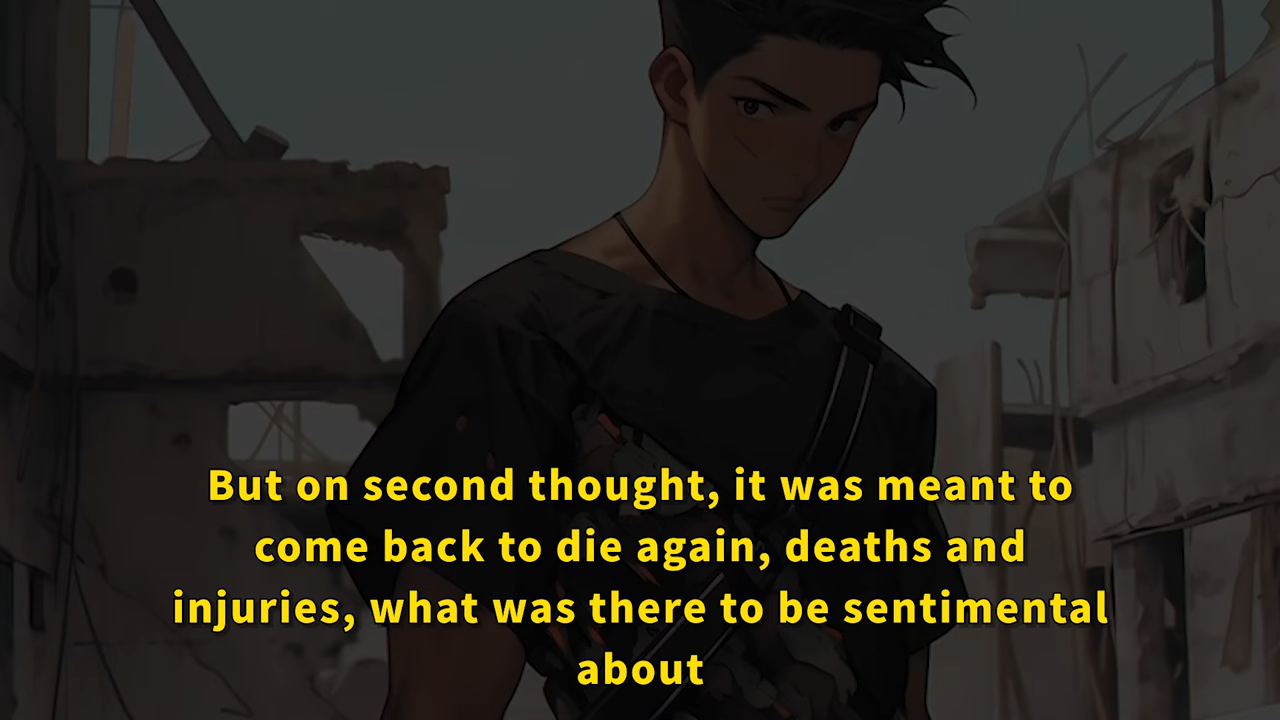 But on second thought, it was meant to
come back to die again, deaths and
injuries, what was there to be sentimental
about